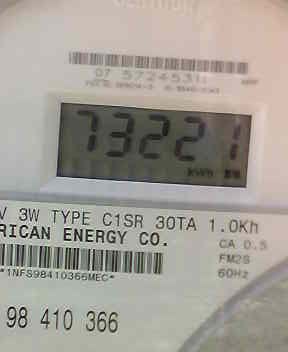 07 5724531
73221
kWh
V 3W TYPE C1SR 30TA 1.0Kh
RICAN ENERGY CO.
CA 0.5
FM2S
60Hz
*1NFS98410366MEC*
98 410 366